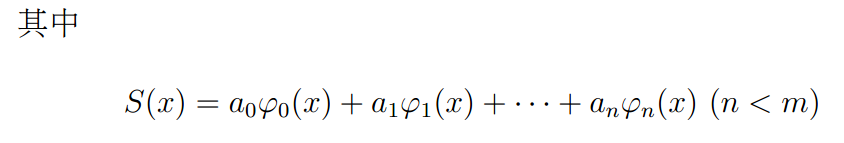 其中
S(x) = a₀φ₀(x) + a₁φ₁(x) + ⋯ + aₙφₙ(x) (n < m)